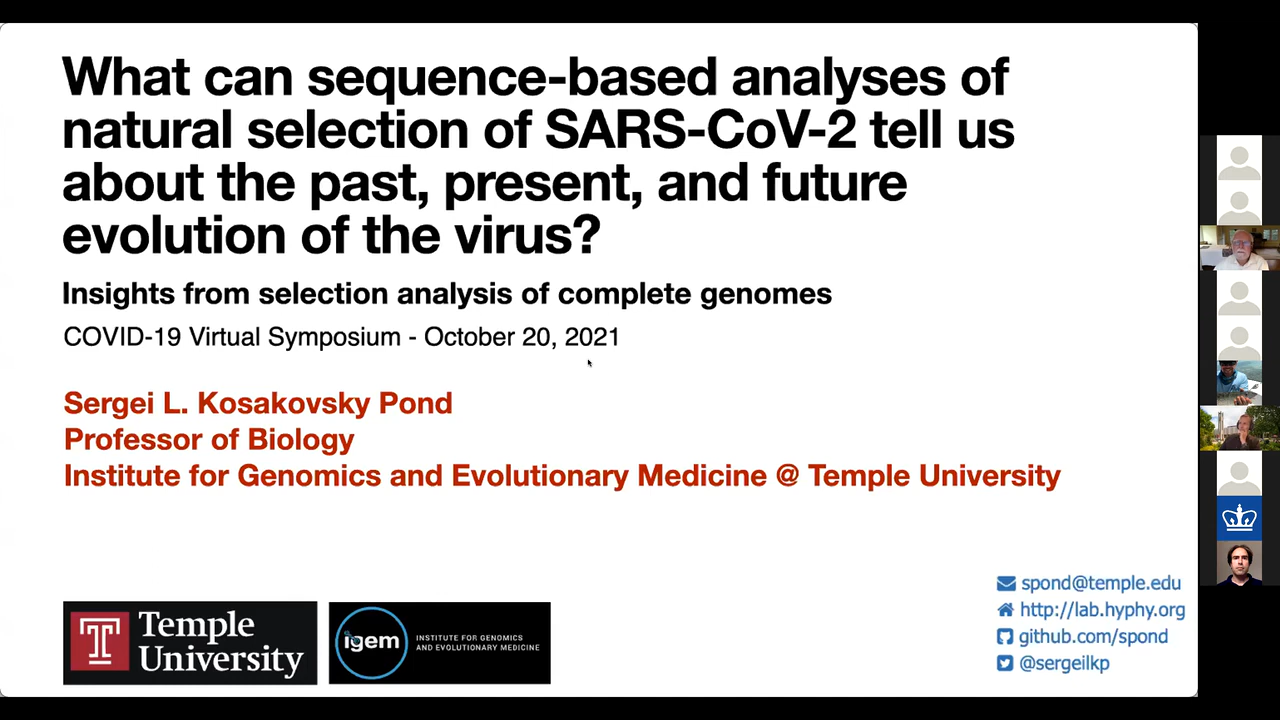 What can sequence-based analyses of
natural selection of SARS-CoV-2 tell us
about the past, present, and future
evolution of the virus?
Insights from selection analysis of complete genomes
COVID-19 Virtual Symposium - October 20, 2021
Sergei L. Kosakovsky Pond
Professor of Biology
Institute for Genomics and Evolutionary Medicine @ Temple University
Temple
University
igem
INSTITUTE FOR GENOMICS
AND EVOLUTIONARY MEDICINE
spond@temple.edu
http://lab.hyphy.org
github.com/spond
@sergeilkp